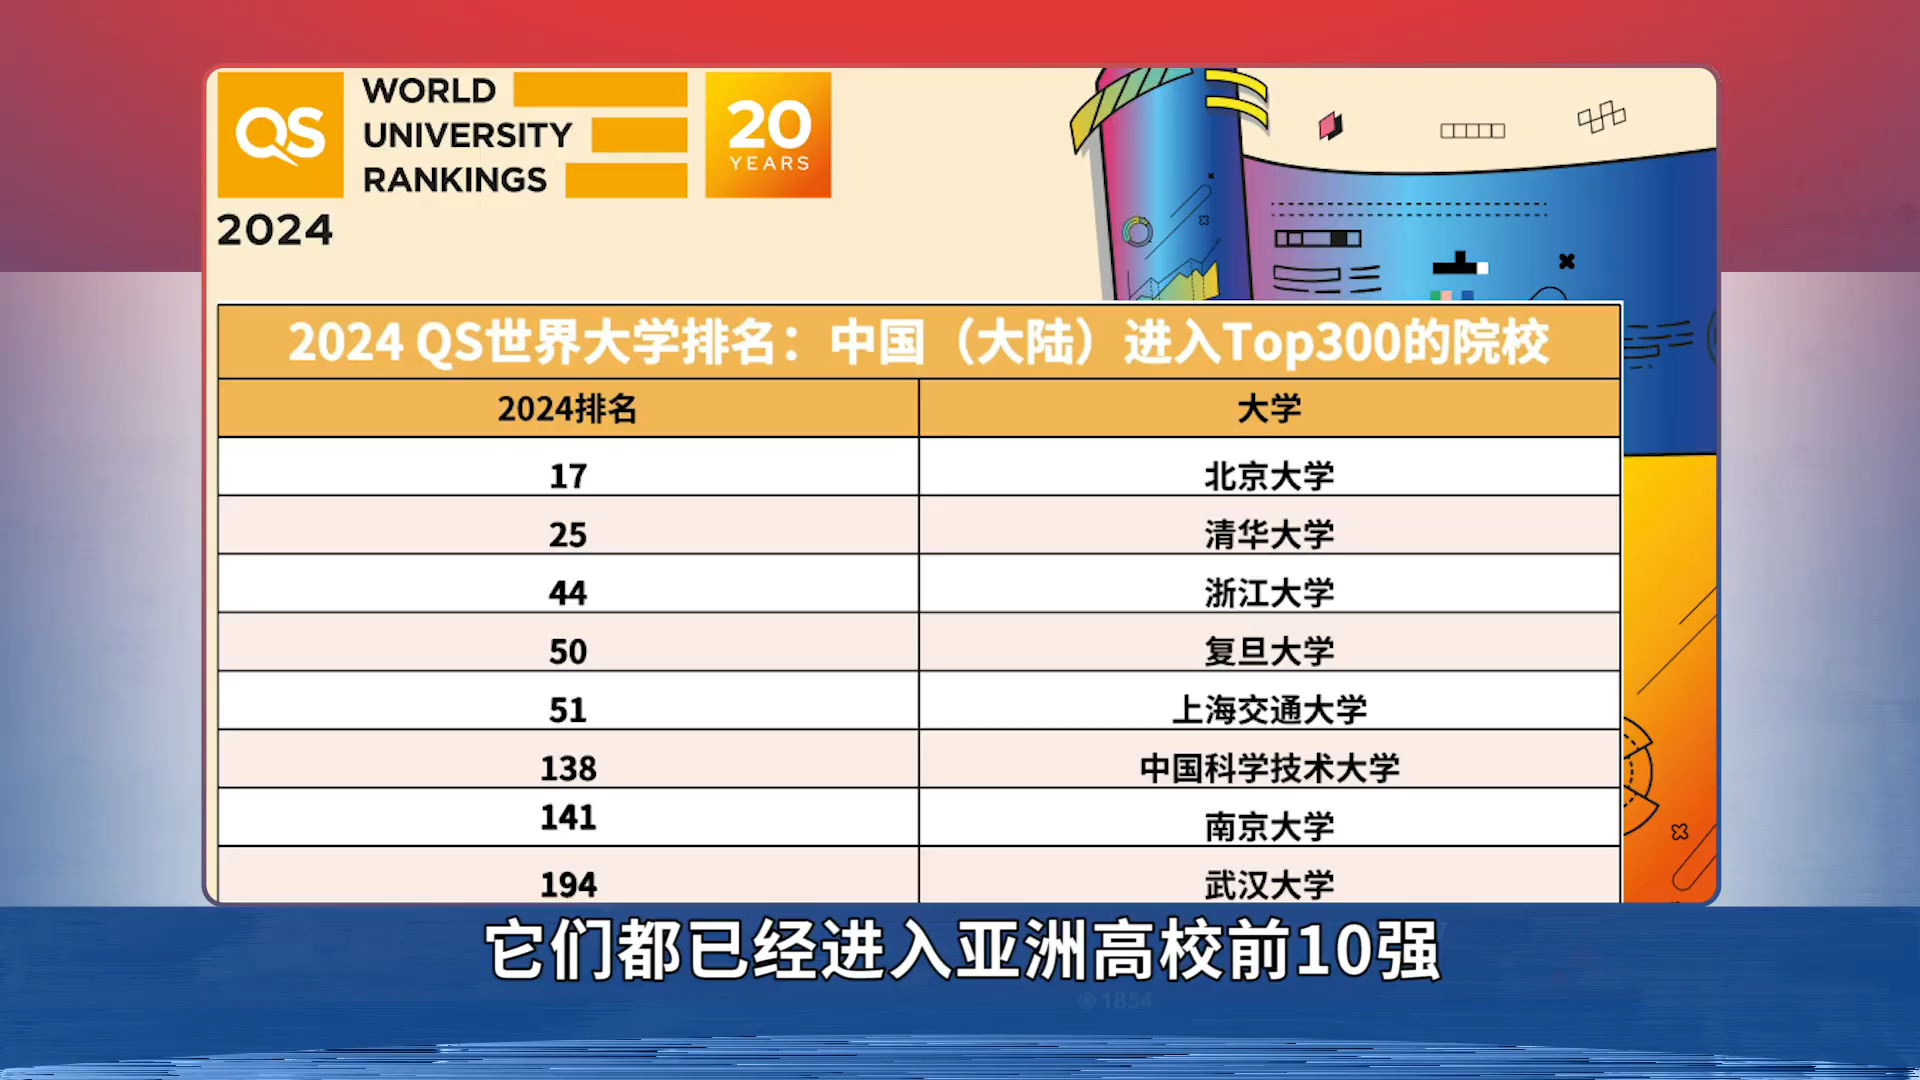 QS
WORLD
UNIVERSITY
RANKINGS
20
YEARS
2024
2024 QS世界大学排名：中国（大陆）进入Top300的院校
2024排名 大学
17 北京大学
25 清华大学
44 浙江大学
50 复旦大学
51 上海交通大学
138 中国科学技术大学
141 南京大学
194 武汉大学
它们都已经进入亚洲高校前10强
1854